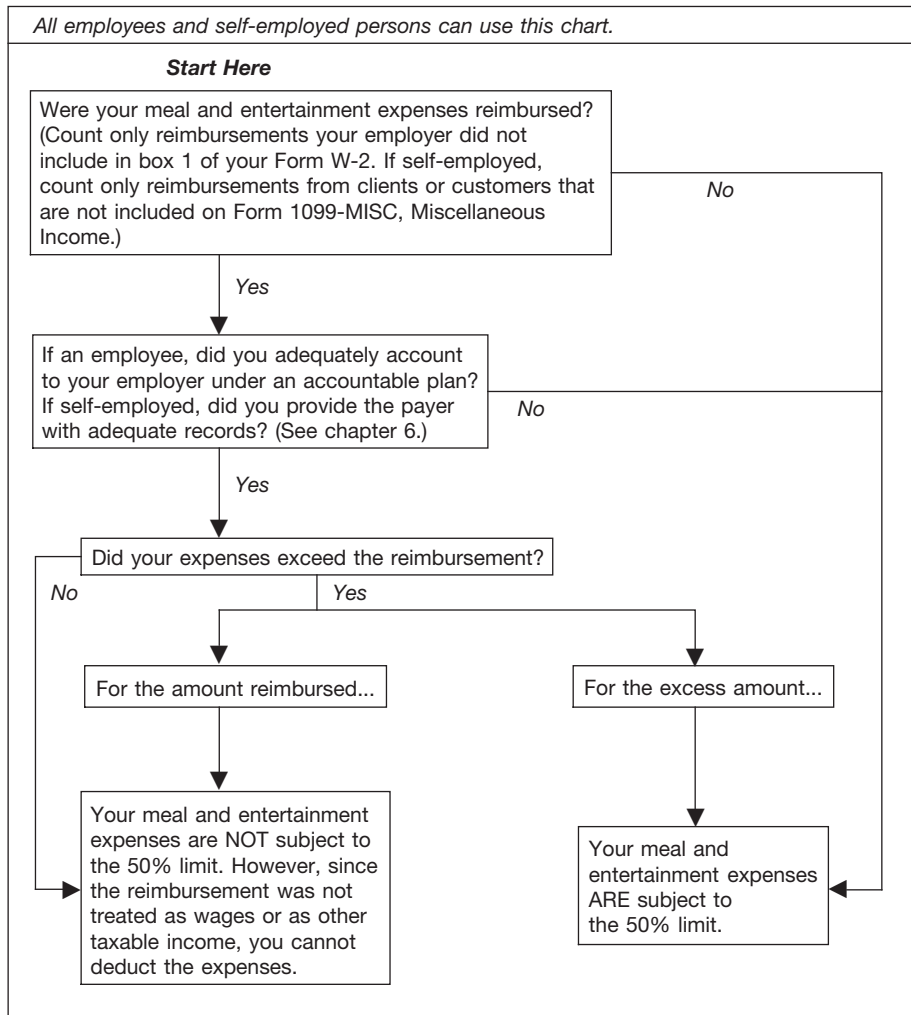 All employees and self-employed persons can use this chart.
Start Here
Were your meal and entertainment expenses reimbursed?
(Count only reimbursements your employer did not
include in box 1 of your Form W-2. If self-employed,
count only reimbursements from clients or customers that
are not included on Form 1099-MISC, Miscellaneous
Income.)
No
Yes
If an employee, did you adequately account
to your employer under an accountable plan?
If self-employed, did you provide the payer
with adequate records? (See chapter 6.)
No
Yes
Did your expenses exceed the reimbursement?
No
Yes
For the amount reimbursed...
For the excess amount...
Your meal and entertainment
expenses are NOT subject to
the 50% limit. However, since
the reimbursement was not
treated as wages or as other
taxable income, you cannot
deduct the expenses.
Your meal and
entertainment expenses
ARE subject to
the 50% limit.